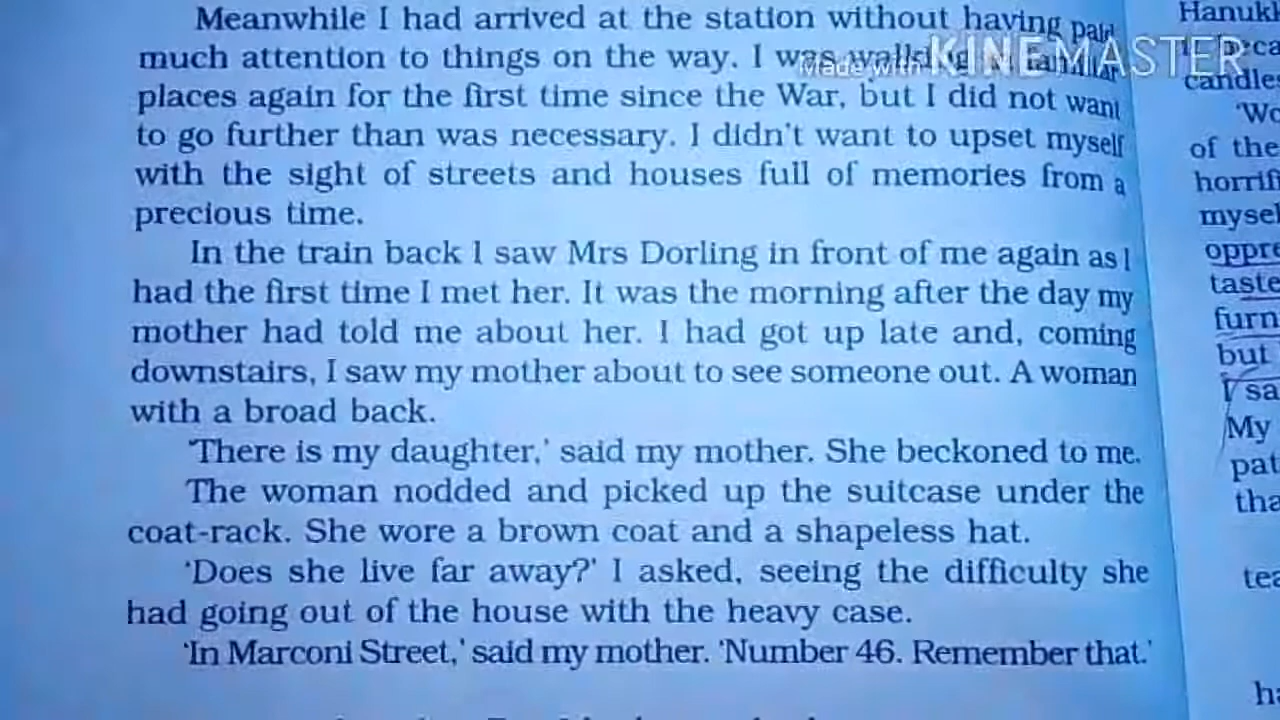 Meanwhile I had arrived at the station without having paid
much attention to things on the way. I was walking in familiar
places again for the first time since the War, but I did not want
to go further than was necessary. I didn't want to upset myself
with the sight of streets and houses full of memories from a
precious time.
In the train back I saw Mrs Dorling in front of me again as I
had the first time I met her. It was the morning after the day my
mother had told me about her. I had got up late and, coming
downstairs, I saw my mother about to see someone out. A woman
with a broad back.
'There is my daughter,' said my mother. She beckoned to me.
The woman nodded and picked up the suitcase under the
coat-rack. She wore a brown coat and a shapeless hat.
'Does she live far away?' I asked, seeing the difficulty she
had going out of the house with the heavy case.
'In Marconi Street,' said my mother. 'Number 46. Remember that.'
Made with KINEMASTER
Hanukk
candle
'Wo
of the
horrifi
mysel
oppre
taste
furn
but
I sa
My
pat
tha
tea
ha